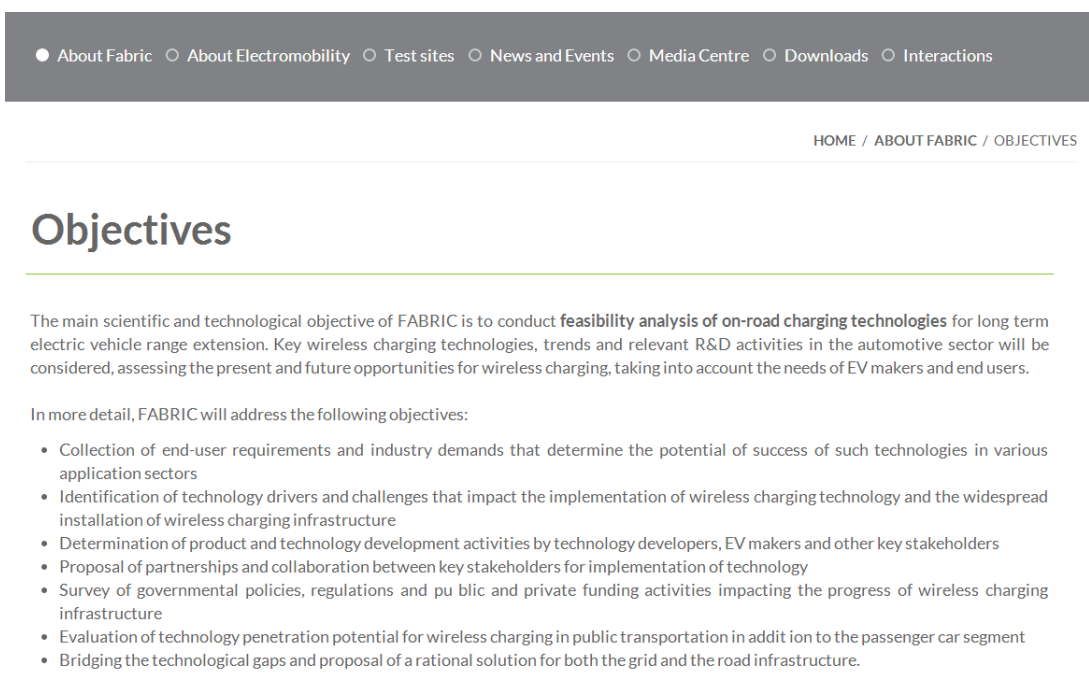 About Fabric About Electromobility Test sites News and Events Media Centre Downloads Interactions
HOME / ABOUT FABRIC / OBJECTIVES
Objectives
The main scientific and technological objective of FABRIC is to conduct feasibility analysis of on-road charging technologies for long term
electric vehicle range extension. Key wireless charging technologies, trends and relevant R&D activities in the automotive sector will be
considered, assessing the present and future opportunities for wireless charging, taking into account the needs of EV makers and end users.
In more detail, FABRIC will address the following objectives:
• Collection of end-user requirements and industry demands that determine the potential of success of such technologies in various
application sectors
• Identification of technology drivers and challenges that impact the implementation of wireless charging technology and the widespread
installation of wireless charging infrastructure
• Determination of product and technology development activities by technology developers, EV makers and other key stakeholders
• Proposal of partnerships and collaboration between key stakeholders for implementation of technology
• Survey of governmental policies, regulations and pu blic and private funding activities impacting the progress of wireless charging
infrastructure
• Evaluation of technology penetration potential for wireless charging in public transportation in addit ion to the passenger car segment
• Bridging the technological gaps and proposal of a rational solution for both the grid and the road infrastructure.